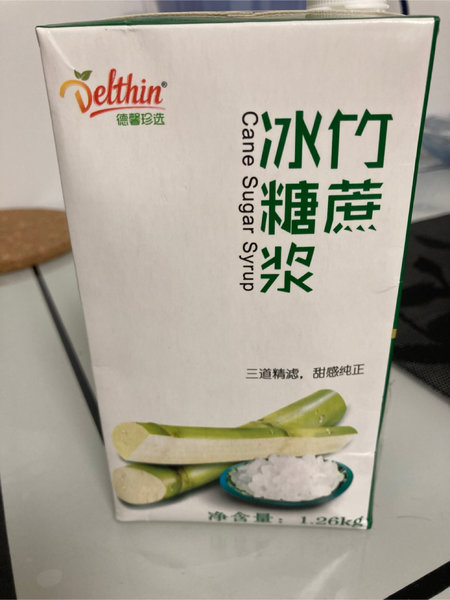 Delthin®
德馨珍选
竹蔗
冰糖浆
Cane Sugar Syrup
三道精滤，甜感纯正
净含量：1.26kg